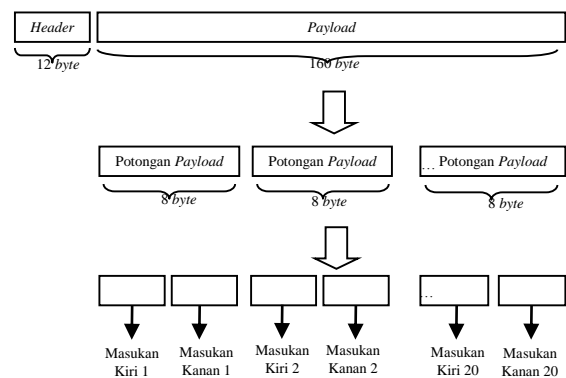 Header Payload
12 byte 160 byte
Potongan Payload Potongan Payload … Potongan Payload
8 byte 8 byte 8 byte
…
Masukan Kiri 1 Masukan Kanan 1 Masukan Kiri 2 Masukan Kanan 2 Masukan Kiri 20 Masukan Kanan 20